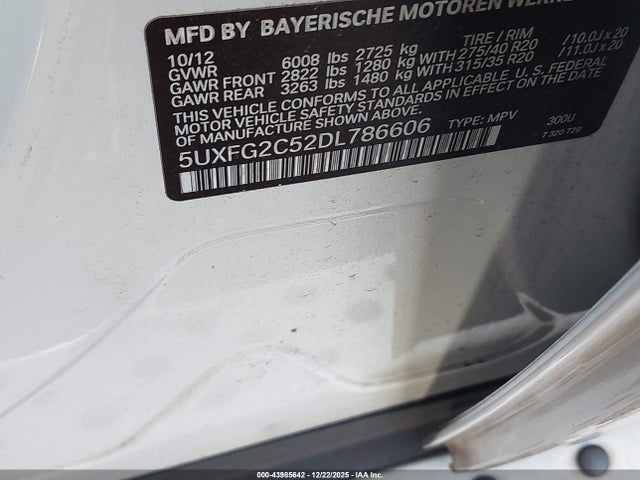 MFD BY BAYERISCHE MOTOREN WERKE
10/12 TIRE / RIM
GVWR 6008 lbs 2725 kg
GAWR FRONT 2822 lbs 1280 kg WITH 275/40 R20 / 10.0J x 20
GAWR REAR 3263 lbs 1480 kg WITH 315/35 R20 / 11.0J x 20
THIS VEHICLE CONFORMS TO ALL APPLICABLE U.S. FEDERAL
MOTOR VEHICLE SAFETY STANDARDS IN EFFECT ON THE DATE
OF MANUFACTURE SHOWN ABOVE.
5UXFG2C52DL786606 TYPE: MPV 300U
T 320 729
000-43985642 - 12/22/2025 - IAA Inc.